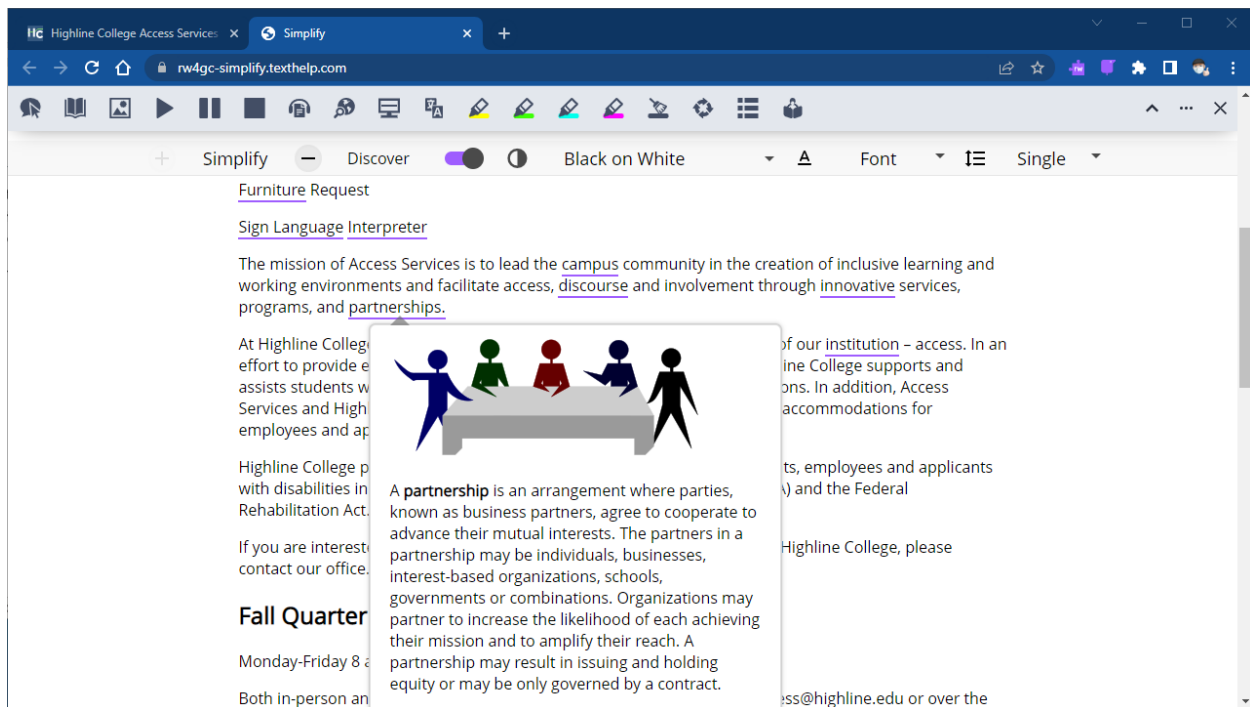 Hc Highline College Access Services
Simplify
rw4gc-simplify.texthelp.com
Simplify
Discover
Black on White
A
Font
Single
Furniture Request
Sign Language Interpreter
The mission of Access Services is to lead the campus community in the creation of inclusive learning and
working environments and facilitate access, discourse and involvement through innovative services,
programs, and partnerships.
At Highline College of our institution – access. In an
effort to provide e ine College supports and
assists students w ons. In addition, Access
Services and High accommodations for
employees and ap
Highline College p ts, employees and applicants
with disabilities in A) and the Federal
Rehabilitation Act.
If you are interest Highline College, please
contact our office.
Fall Quarter
Monday-Friday 8 a
Both in-person an ess@highline.edu or over the
A partnership is an arrangement where parties,
known as business partners, agree to cooperate to
advance their mutual interests. The partners in a
partnership may be individuals, businesses,
interest-based organizations, schools,
governments or combinations. Organizations may
partner to increase the likelihood of each achieving
their mission and to amplify their reach. A
partnership may result in issuing and holding
equity or may be only governed by a contract.